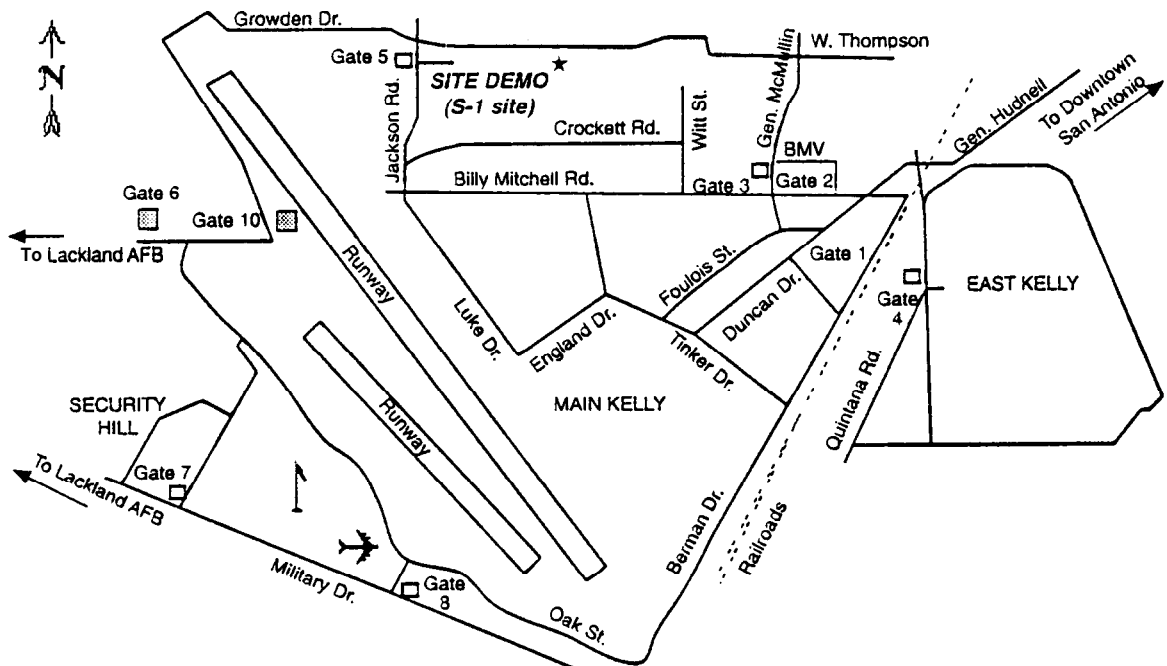 Growden Dr.
W. Thompson
N
Gate 5
SITE DEMO
(S-1 site)
Jackson Rd.
Crockett Rd.
Witt St.
Gen. McMullin
Gen. Hudnell
To Downtown
San Antonio
BMV
Billy Mitchell Rd.
Gate 3
Gate 2
Gate 6
Gate 10
To Lackland AFB
Runway
Luke Dr.
England Dr.
Foulois St.
Duncan Dr.
Tinker Dr.
Gate 1
Gate
4
EAST KELLY
Quintana Rd.
MAIN KELLY
Runway
SECURITY
HILL
Gate 7
To Lackland AFB
Military Dr.
Gate
8
Oak St.
Berman Dr.
Railroads